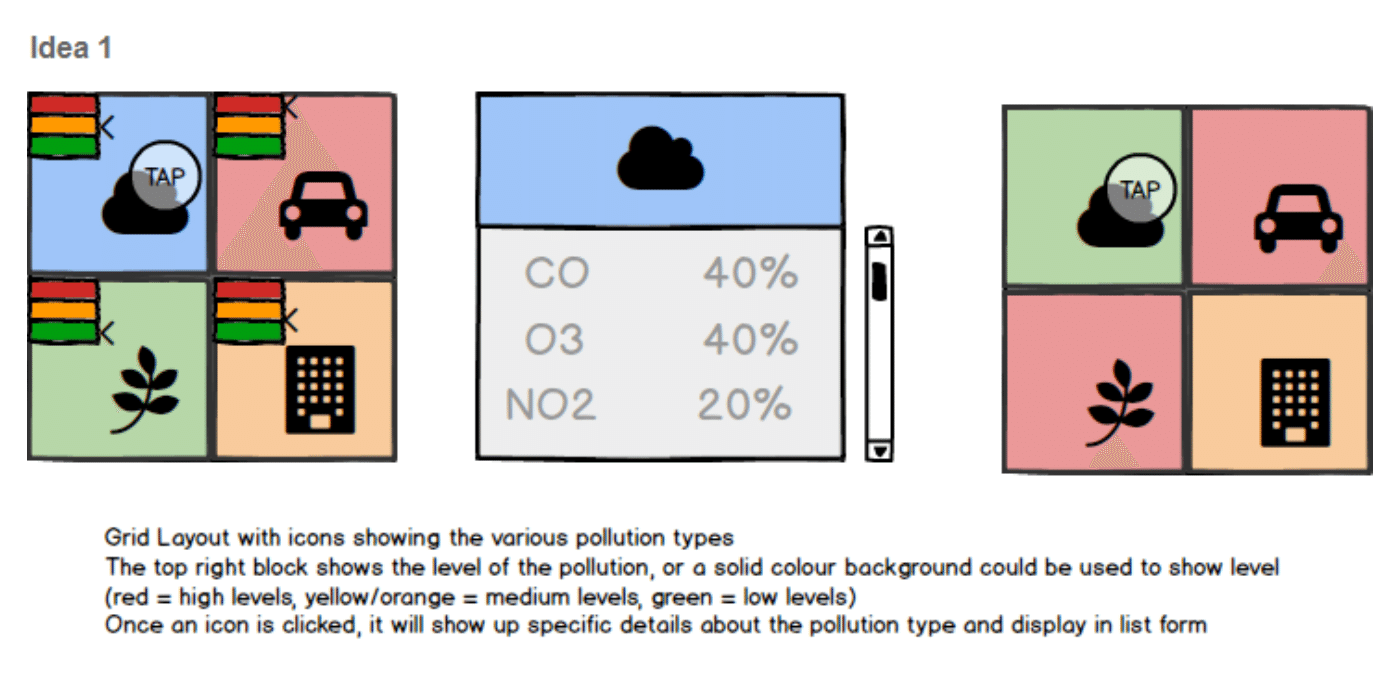 Idea 1
TAP
CO 40%
O3 40%
NO2 20%
TAP
Grid Layout with icons showing the various pollution types
The top right block shows the level of the pollution, or a solid colour background could be used to show level
(red = high levels, yellow/orange = medium levels, green = low levels)
Once an icon is clicked, it will show up specific details about the pollution type and display in list form